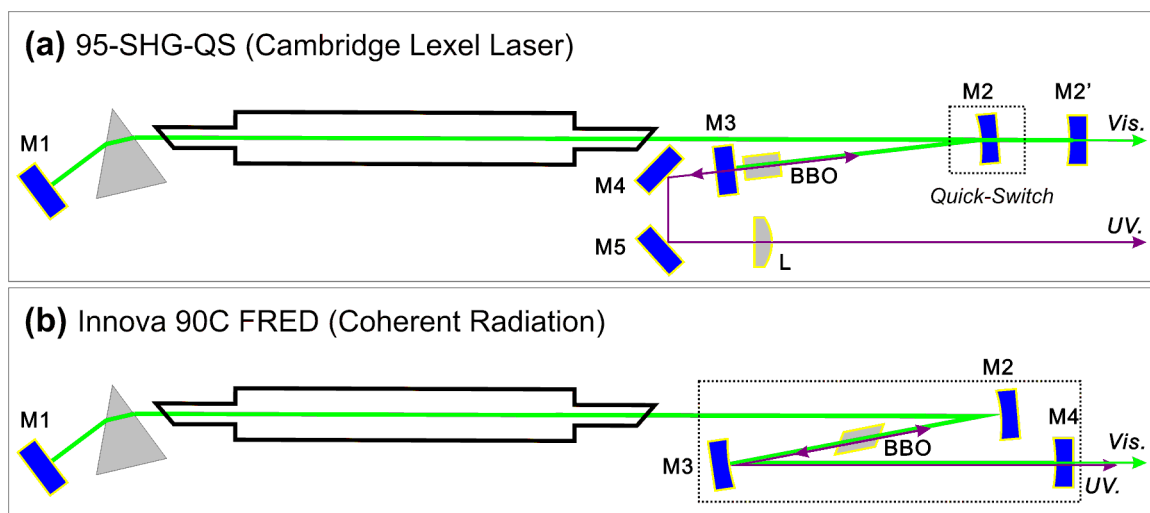 (a) 95-SHG-QS (Cambridge Lexel Laser)
M1
M3
M2
M2'
Vis.
M4
BBO
Quick-Switch
M5
L
UV.
(b) Innova 90C FRED (Coherent Radiation)
M1
M2
M4
M3
BBO
Vis.
UV.